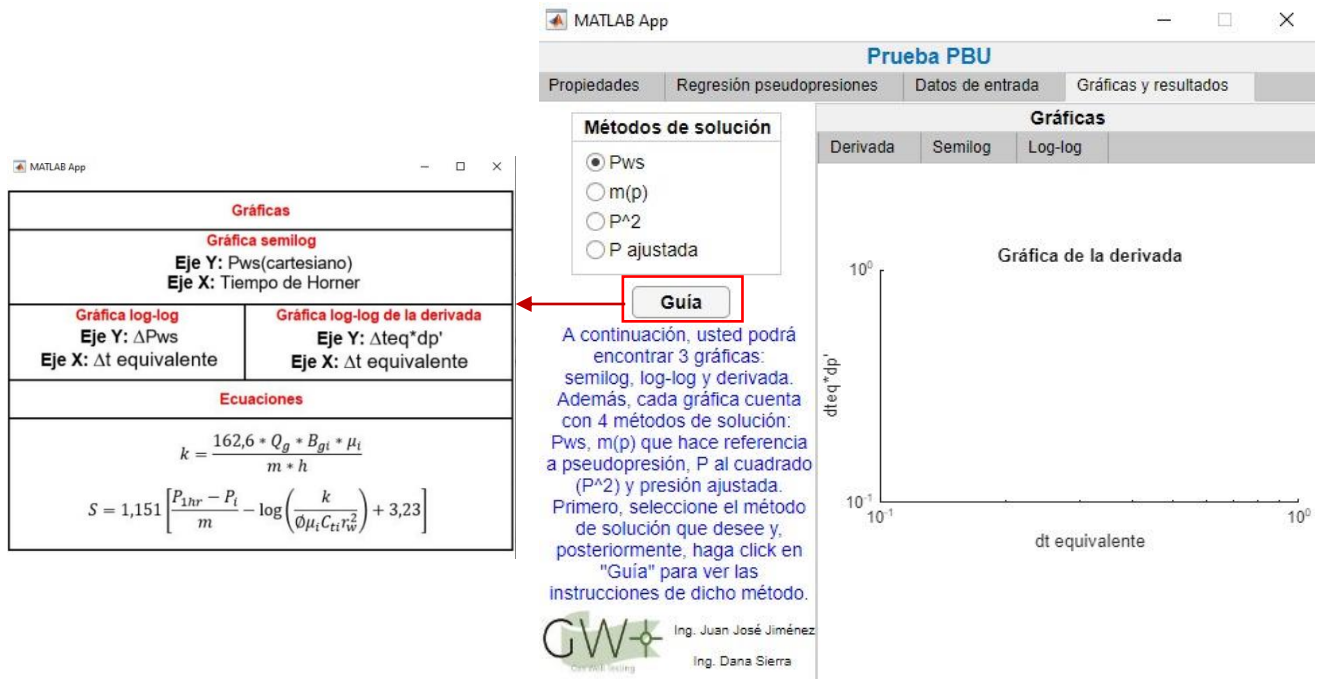 MATLAB App
Gráficas
Gráfica semilog
Eje Y: Pws(cartesiano)
Eje X: Tiempo de Horner
Gráfica log-log
Eje Y: ∆Pws
Eje X: ∆t equivalente
Gráfica log-log de la derivada
Eje Y: ∆teq*dp'
Eje X: ∆t equivalente
Ecuaciones
k = 162,6 * Q_g * B_gi * μ_i / m * h
S = 1,151 [ P_1hr − P_i / m − log ( k / ∅μ_i C_ti r_w^2 ) + 3,23 ]
MATLAB App
Prueba PBU
Propiedades Regresión pseudopresiones Datos de entrada Gráficas y resultados
Métodos de solución
Pws
m(p)
P^2
P ajustada
Guía
A continuación, usted podrá
encontrar 3 gráficas:
semilog, log-log y derivada.
Además, cada gráfica cuenta
con 4 métodos de solución:
Pws, m(p) que hace referencia
a pseudopresión, P al cuadrado
(P^2) y presión ajustada.
Primero, seleccione el método
de solución que desee y,
posteriormente, haga click en
"Guía" para ver las
instrucciones de dicho método.
GW
Gas Well Testing
Ing. Juan José Jiménez
Ing. Dana Sierra
Gráficas
Derivada Semilog Log-log
Gráfica de la derivada
10^0
dteq*dp'
10^-1
10^-1
10^0
dt equivalente